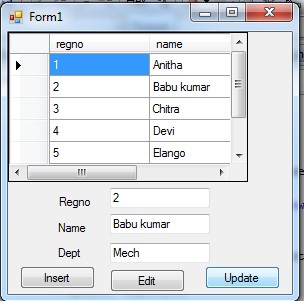 Form1
regno name
1 Anitha
2 Babu kumar
3 Chitra
4 Devi
5 Elango
Regno 2
Name Babu kumar
Dept Mech
Insert Edit Update